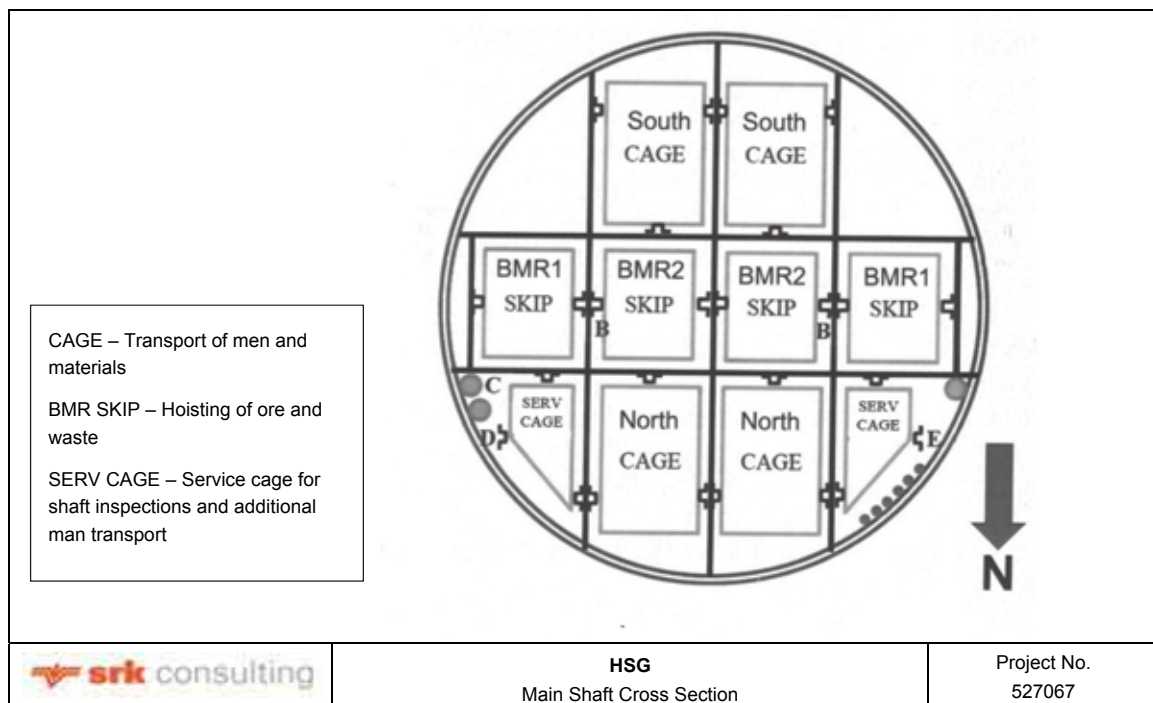 South
CAGE
South
CAGE
BMR1
SKIP
BMR2
SKIP
BMR2
SKIP
BMR1
SKIP
B
B
C
D
SERV
CAGE
North
CAGE
North
CAGE
SERV
CAGE
E
N
CAGE – Transport of men and
materials
BMR SKIP – Hoisting of ore and
waste
SERV CAGE – Service cage for
shaft inspections and additional
man transport
srk consulting
HSG
Main Shaft Cross Section
Project No.
527067